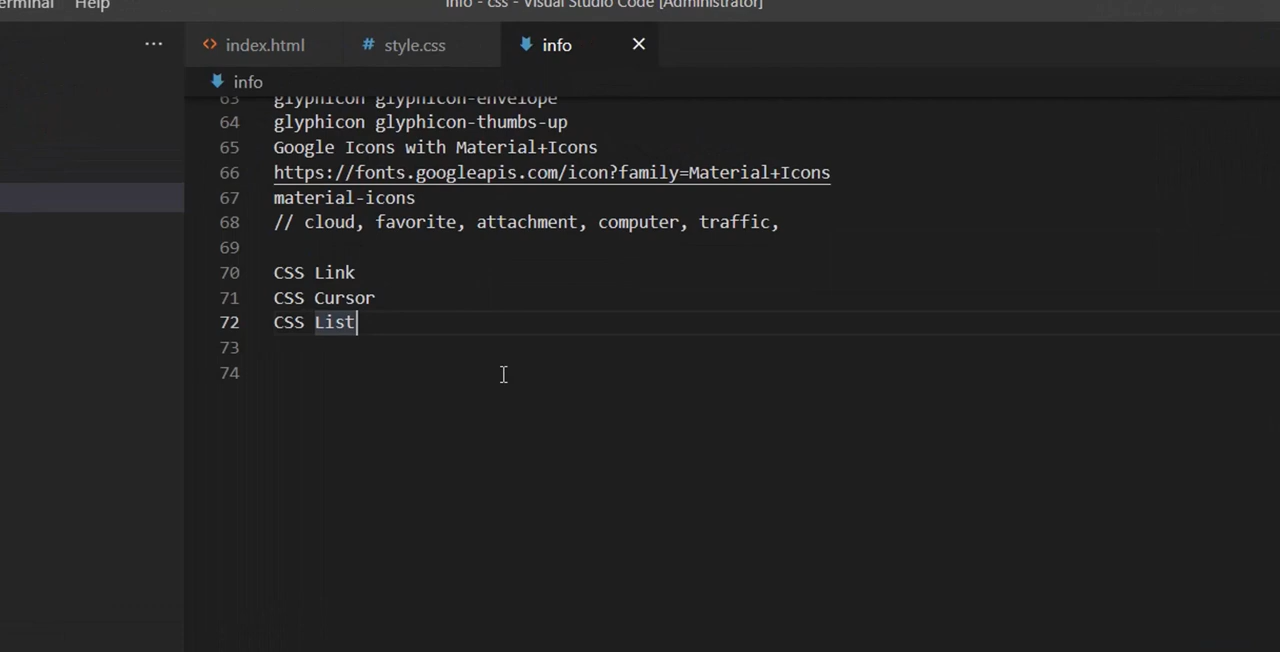 Terminal Help
info - css - Visual Studio Code [Administrator]
··· index.html # style.css info ×
info
63 glyphicon glyphicon-envelope
64 glyphicon glyphicon-thumbs-up
65 Google Icons with Material+Icons
66 https://fonts.googleapis.com/icon?family=Material+Icons
67 material-icons
68 // cloud, favorite, attachment, computer, traffic,
69
70 CSS Link
71 CSS Cursor
72 CSS List
73
74